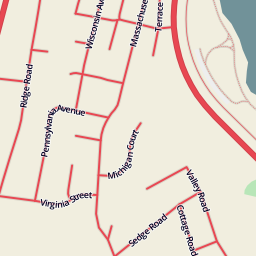 Wisconsin Av
Massachuse
Terrace
Ridge Road
Pennsylvania Avenue
Michigan Court
Valley Road
Virginia Street
Sedge Road
Cottage Road